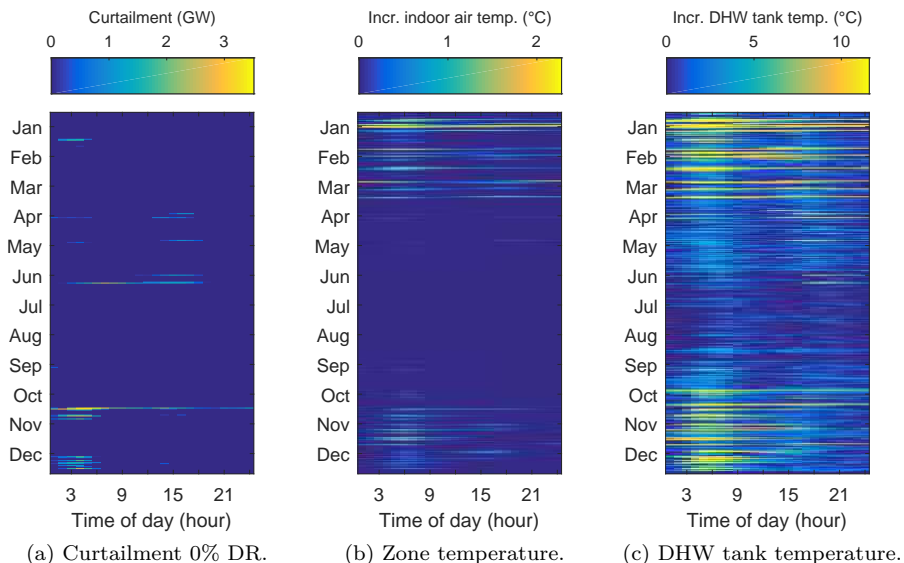 Curtailment (GW)
0 1 2 3
Jan
Feb
Mar
Apr
May
Jun
Jul
Aug
Sep
Oct
Nov
Dec
3 9 15 21
Time of day (hour)
(a) Curtailment 0% DR.
Incr. indoor air temp. (°C)
0 1 2
Jan
Feb
Mar
Apr
May
Jun
Jul
Aug
Sep
Oct
Nov
Dec
3 9 15 21
Time of day (hour)
(b) Zone temperature.
Incr. DHW tank temp. (°C)
0 5 10
Jan
Feb
Mar
Apr
May
Jun
Jul
Aug
Sep
Oct
Nov
Dec
3 9 15 21
Time of day (hour)
(c) DHW tank temperature.